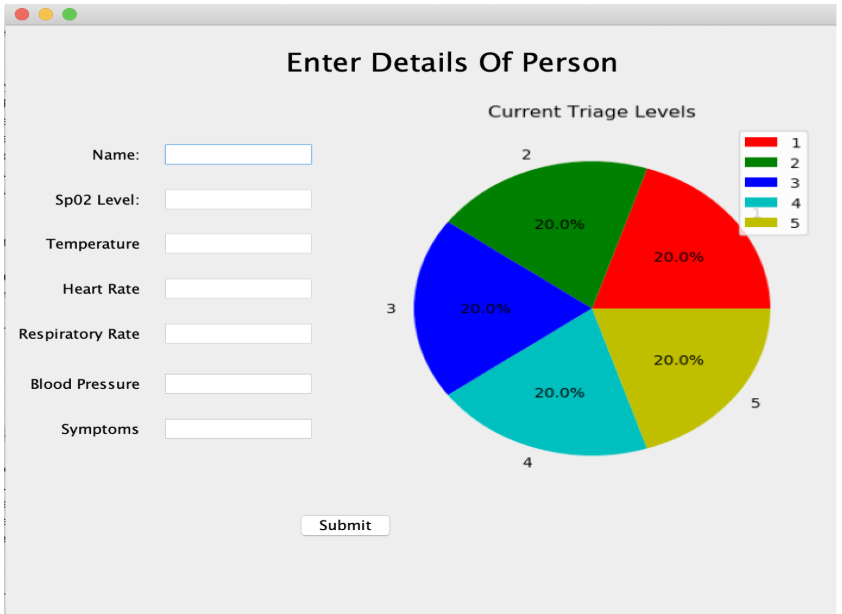 Enter Details Of Person
Name:
Sp02 Level:
Temperature
Heart Rate
Respiratory Rate
Blood Pressure
Symptoms
Submit
Current Triage Levels
1
2
3
4
5
2
1
20.0%
20.0%
3
20.0%
20.0%
20.0%
5
4